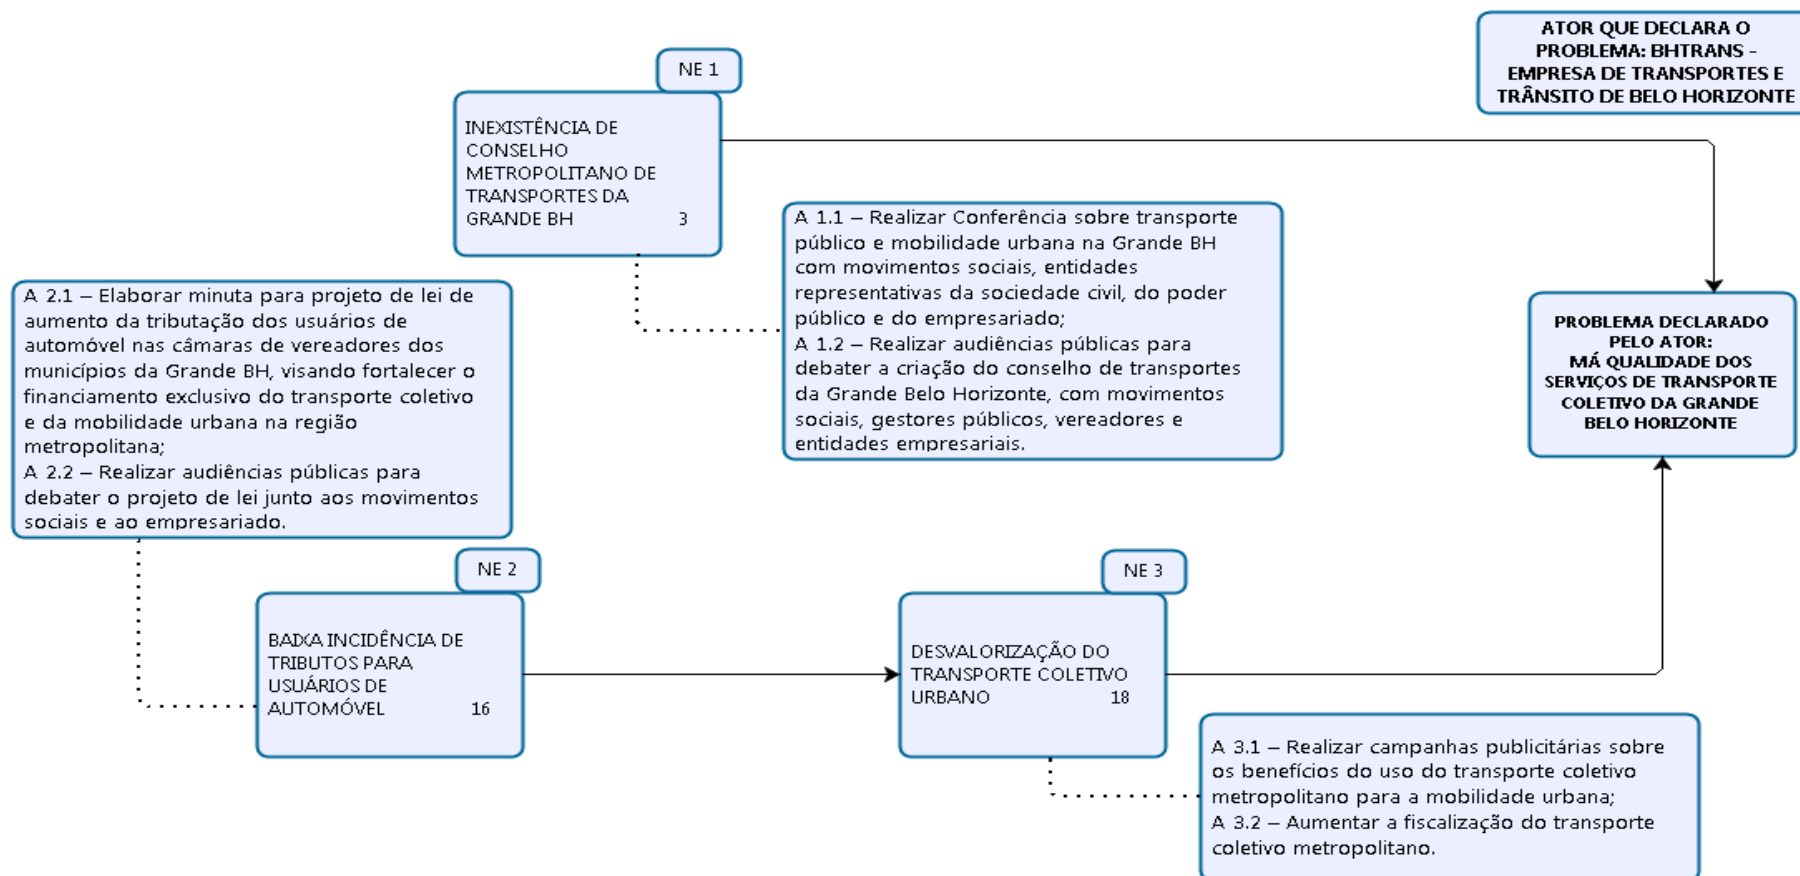 ATOR QUE DECLARA O
PROBLEMA: BHTRANS -
EMPRESA DE TRANSPORTES E
TRÂNSITO DE BELO HORIZONTE
NE 1
INEXISTÊNCIA DE
CONSELHO
METROPOLITANO DE
TRANSPORTES DA
GRANDE BH 3
A 1.1 – Realizar Conferência sobre transporte
público e mobilidade urbana na Grande BH
com movimentos sociais, entidades
representativas da sociedade civil, do poder
público e do empresariado;
A 1.2 – Realizar audiências públicas para
debater a criação do conselho de transportes
da Grande Belo Horizonte, com movimentos
sociais, gestores públicos, vereadores e
entidades empresariais.
A 2.1 – Elaborar minuta para projeto de lei de
aumento da tributação dos usuários de
automóvel nas câmaras de vereadores dos
municípios da Grande BH, visando fortalecer o
financiamento exclusivo do transporte coletivo
e da mobilidade urbana na região
metropolitana;
A 2.2 – Realizar audiências públicas para
debater o projeto de lei junto aos movimentos
sociais e ao empresariado.
PROBLEMA DECLARADO
PELO ATOR:
MÁ QUALIDADE DOS
SERVIÇOS DE TRANSPORTE
COLETIVO DA GRANDE
BELO HORIZONTE
NE 2
BAIXA INCIDÊNCIA DE
TRIBUTOS PARA
USUÁRIOS DE
AUTOMÓVEL 16
NE 3
DESVALORIZAÇÃO DO
TRANSPORTE COLETIVO
URBANO 18
A 3.1 – Realizar campanhas publicitárias sobre
os benefícios do uso do transporte coletivo
metropolitano para a mobilidade urbana;
A 3.2 – Aumentar a fiscalização do transporte
coletivo metropolitano.